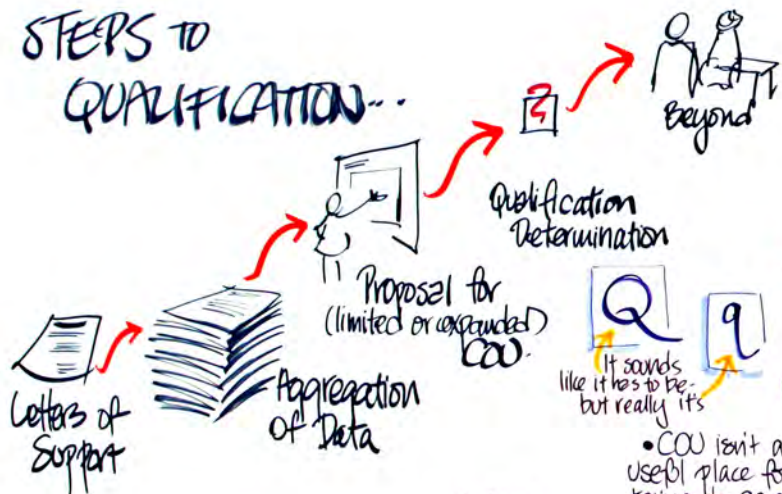 STEPS TO
QUALIFICATION...
Letters of
Support
Aggregation
of Data
Proposal for
(limited or expanded)
COU.
?
Qualification
Determination
Beyond
Q
q
It sounds
like it has to be-
but really it's
• COU isn't a
useful place for